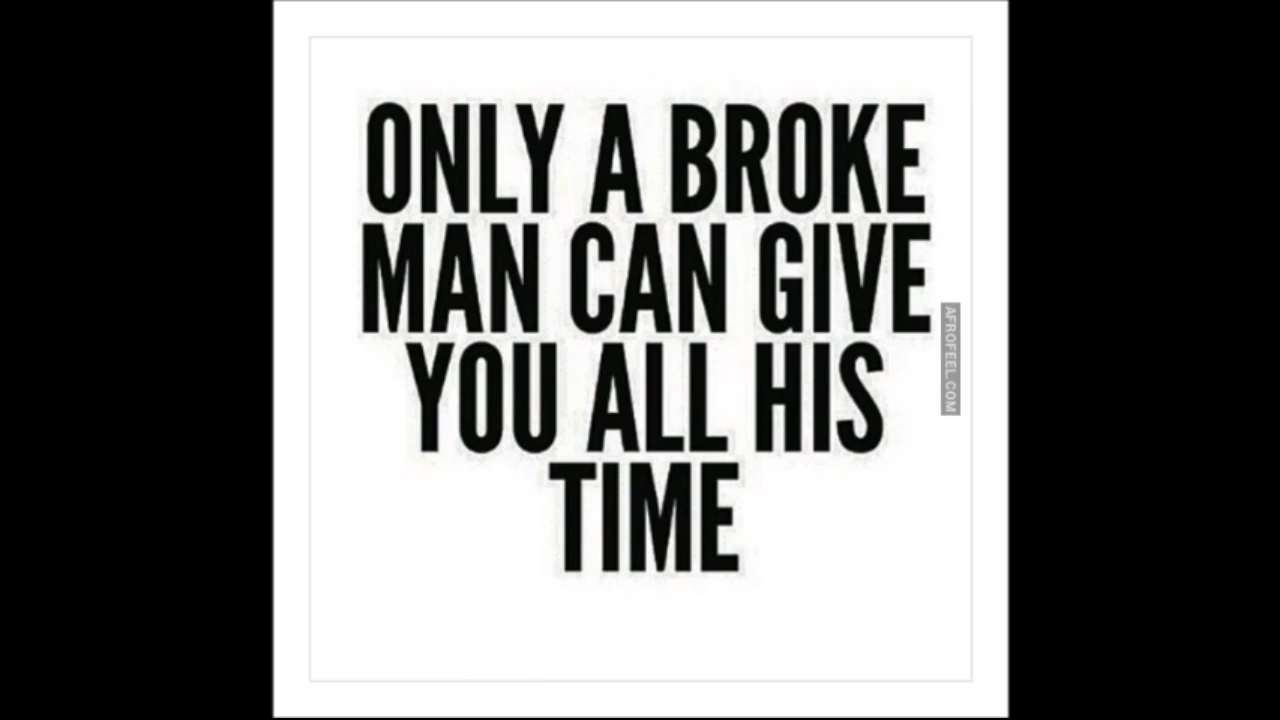 ONLY A BROKE
MAN CAN GIVE
YOU ALL HIS
TIME
AFROFEEL.COM